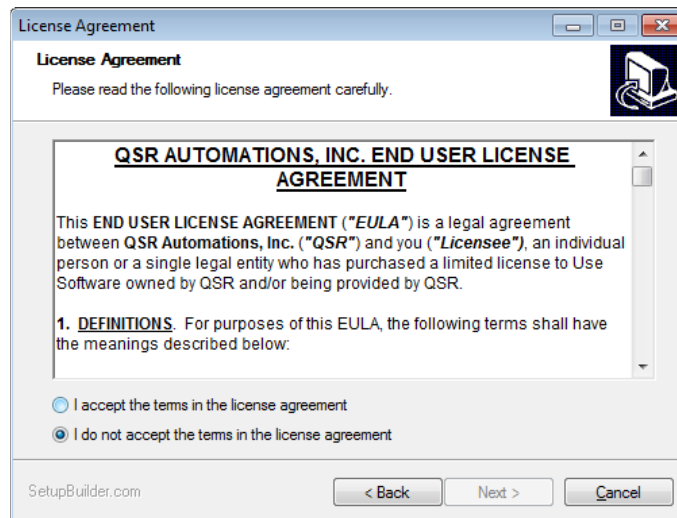 License Agreement
License Agreement
Please read the following license agreement carefully.
QSR AUTOMATIONS, INC. END USER LICENSE
AGREEMENT
This END USER LICENSE AGREEMENT ("EULA") is a legal agreement
between QSR Automations, Inc. ("QSR") and you ("Licensee"), an individual
person or a single legal entity who has purchased a limited license to Use
Software owned by QSR and/or being provided by QSR.
1. DEFINITIONS. For purposes of this EULA, the following terms shall have
the meanings described below:
I accept the terms in the license agreement
I do not accept the terms in the license agreement
SetupBuilder.com
< Back
Next >
Cancel